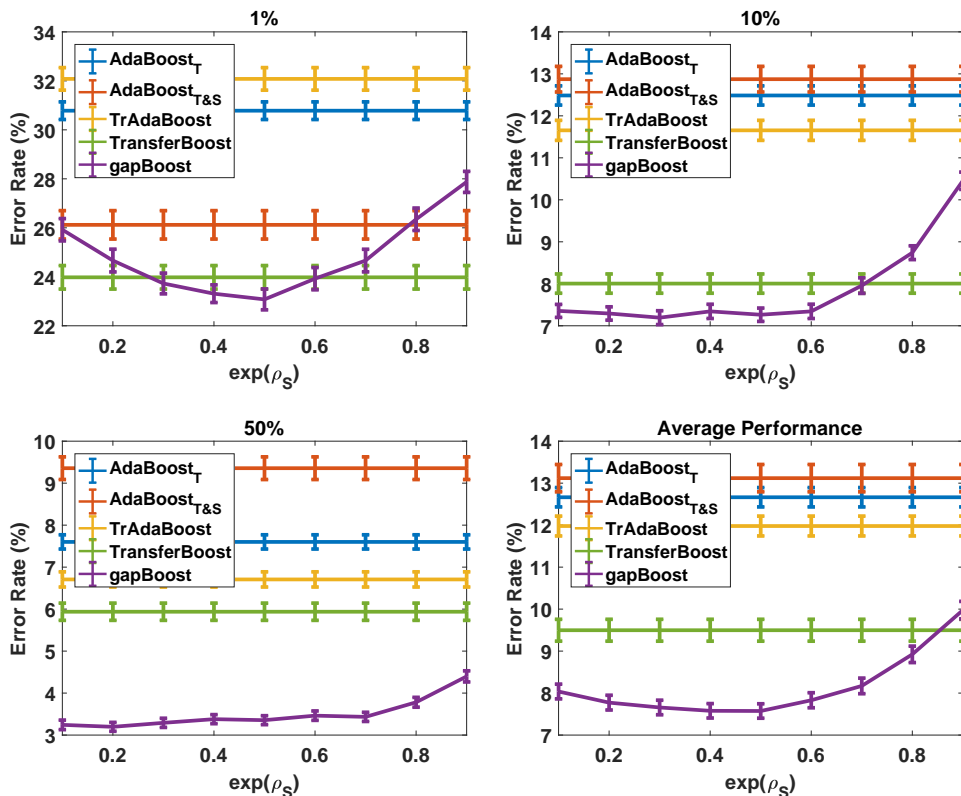 1%
34
32
30
28
26
24
22
Error Rate (%)
AdaBoost_T
AdaBoost_T&S
TrAdaBoost
TransferBoost
gapBoost
0.2 0.4 0.6 0.8
exp(ρ_S)
10%
14
13
12
11
10
9
8
7
Error Rate (%)
AdaBoost_T
AdaBoost_T&S
TrAdaBoost
TransferBoost
gapBoost
0.2 0.4 0.6 0.8
exp(ρ_S)
50%
10
9
8
7
6
5
4
3
Error Rate (%)
AdaBoost_T
AdaBoost_T&S
TrAdaBoost
TransferBoost
gapBoost
0.2 0.4 0.6 0.8
exp(ρ_S)
Average Performance
14
13
12
11
10
9
8
7
Error Rate (%)
AdaBoost_T
AdaBoost_T&S
TrAdaBoost
TransferBoost
gapBoost
0.2 0.4 0.6 0.8
exp(ρ_S)